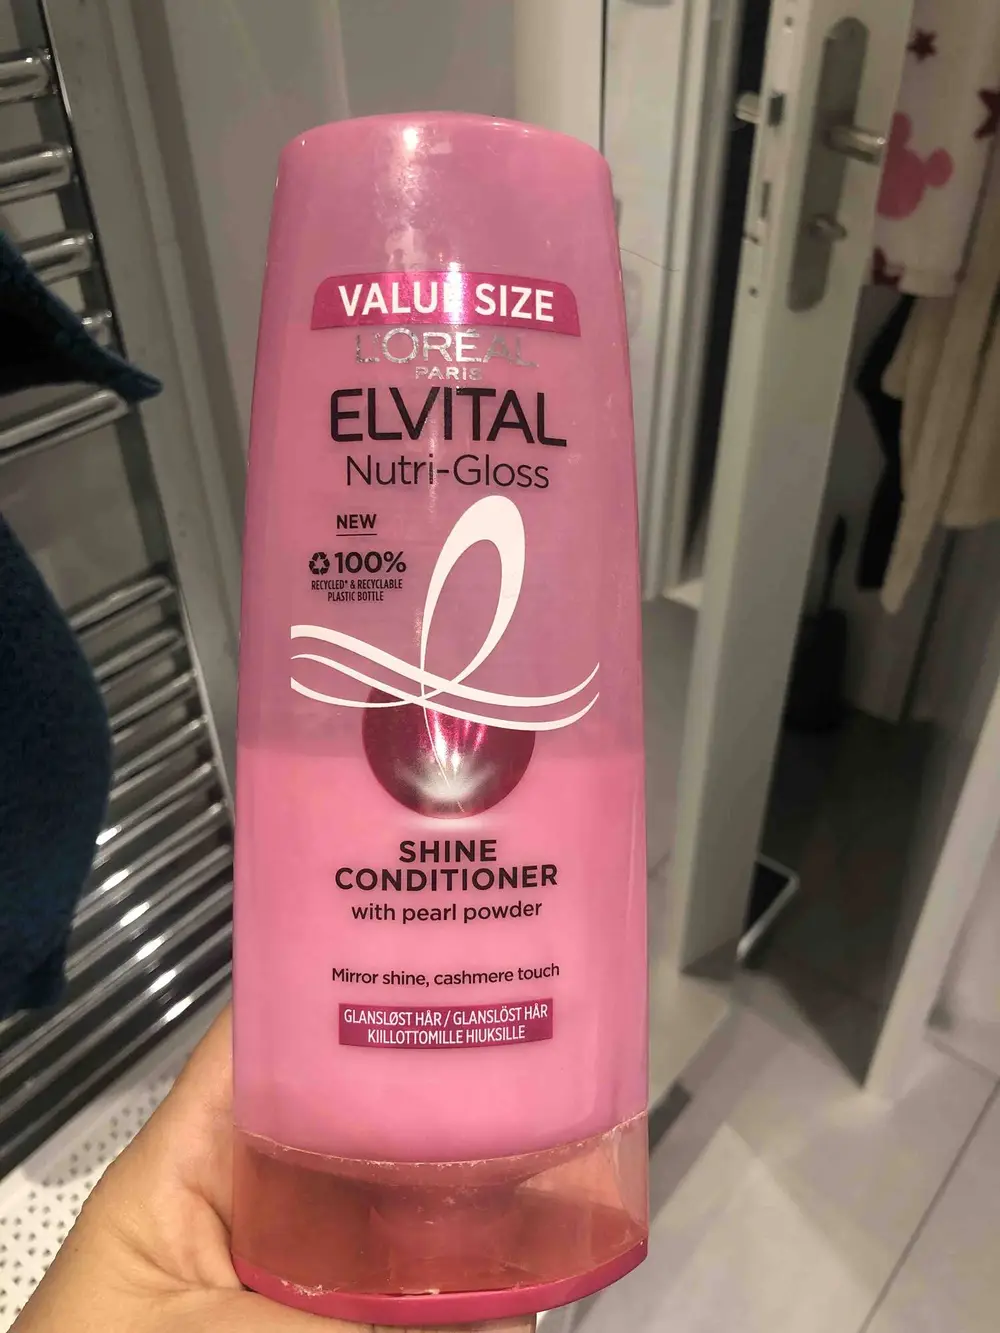 VALUE SIZE
L'ORÉAL
PARIS
ELVITAL
Nutri-Gloss
NEW
100%
RECYCLED* & RECYCLABLE
PLASTIC BOTTLE
SHINE
CONDITIONER
with pearl powder
Mirror shine, cashmere touch
GLANSLØST HÅR / GLANSLÖST HÅR
KIILLOTTOMILLE HIUKSILLE